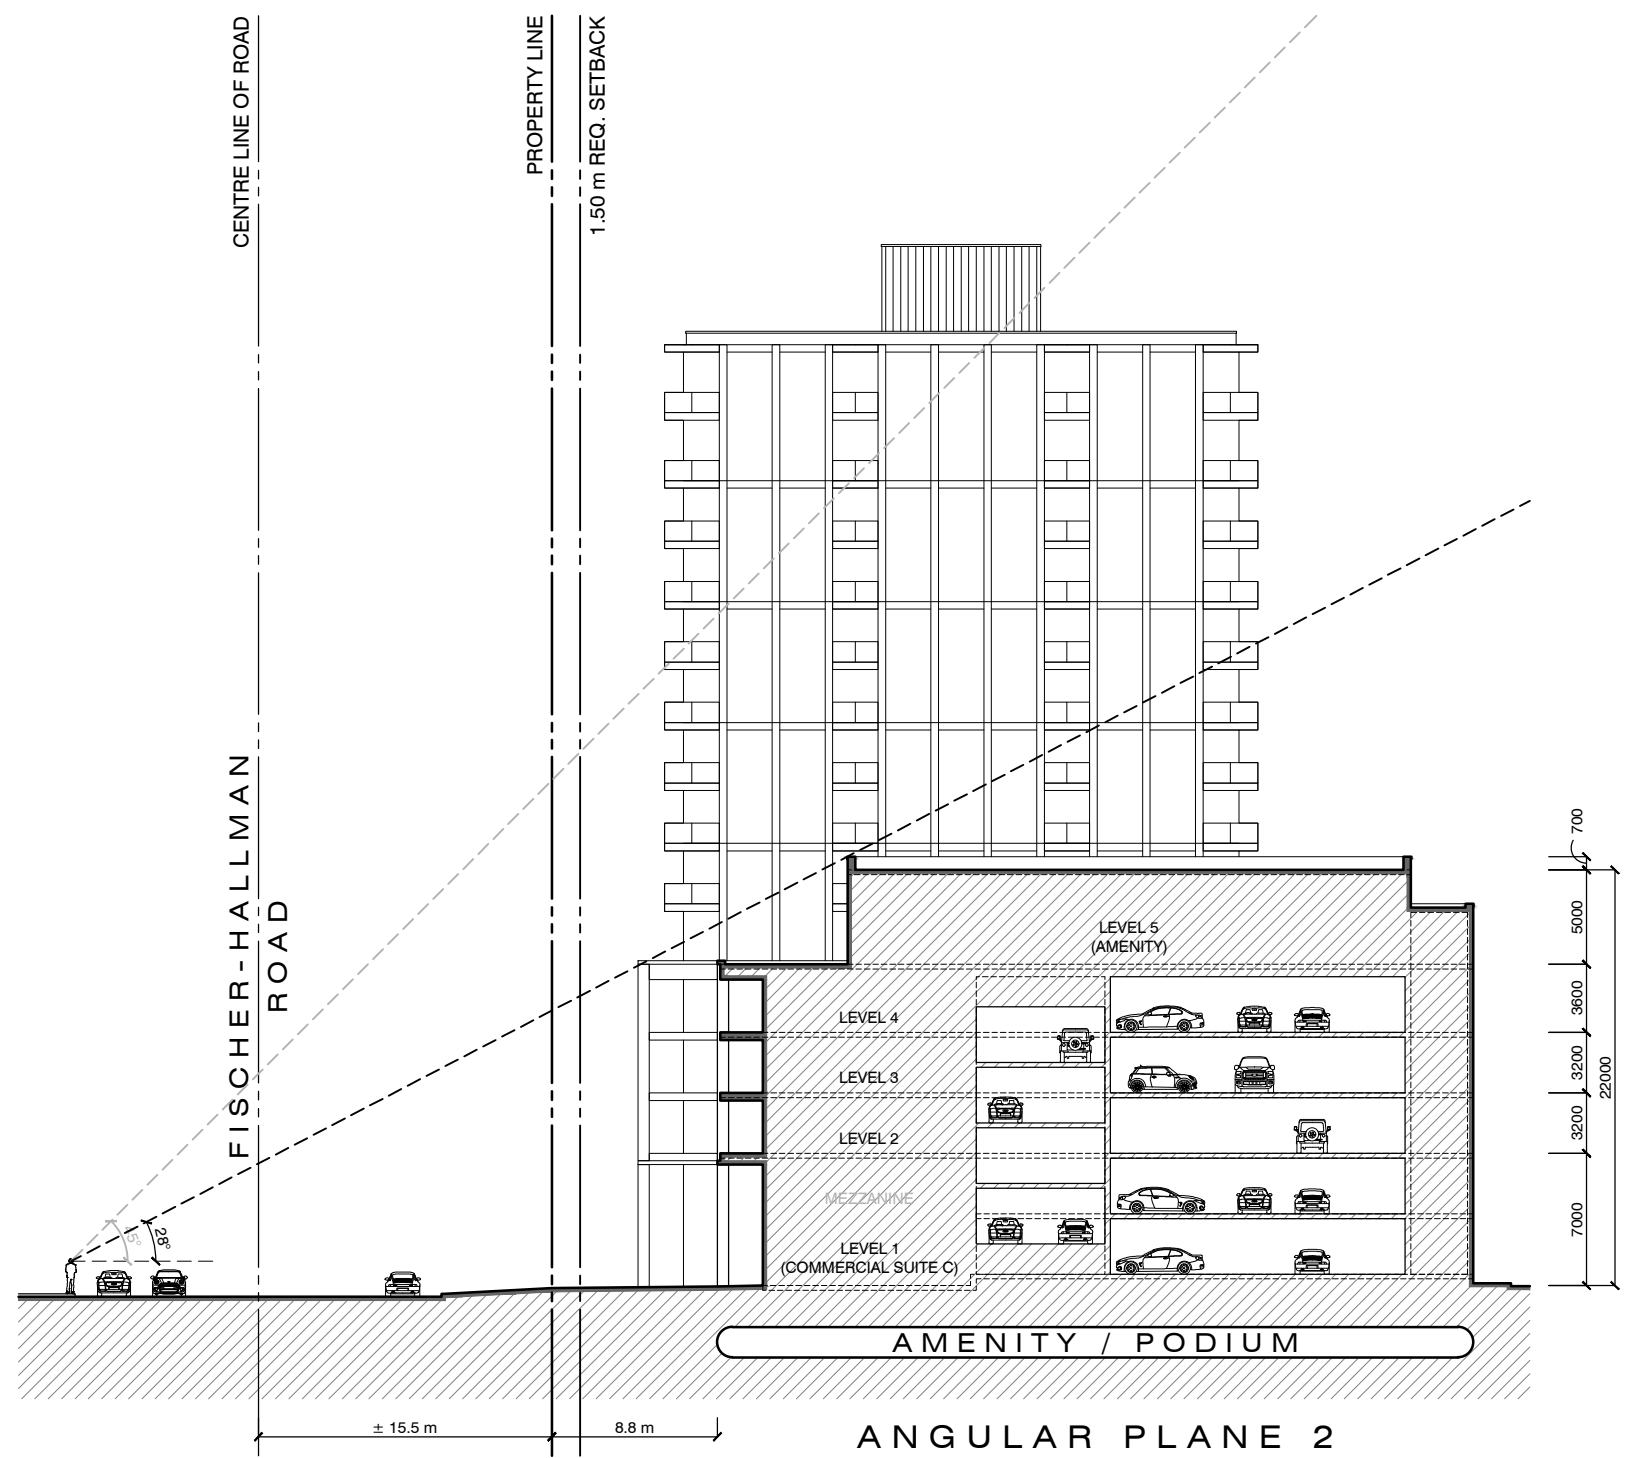 CENTRE LINE OF ROAD
PROPERTY LINE
1.50 m REQ. SETBACK
FISCHER-HALLMAN
ROAD
45°
28°
LEVEL 5
(AMENITY)
LEVEL 4
LEVEL 3
LEVEL 2
MEZZANINE
LEVEL 1
(COMMERCIAL SUITE C)
700
5000
3600
3200
3200
7000
22000
AMENITY / PODIUM
± 15.5 m
8.8 m
ANGULAR PLANE 2